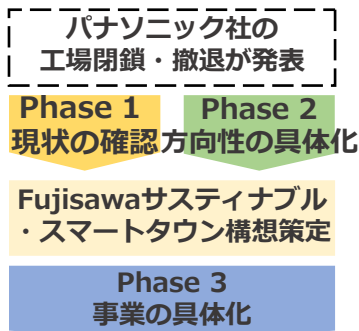 パナソニック社の
工場閉鎖・撤退が発表
Phase 1
現状の確認
Phase 2
方向性の具体化
Fujisawaサスティナブル
・スマートタウン構想策定
Phase 3
事業の具体化